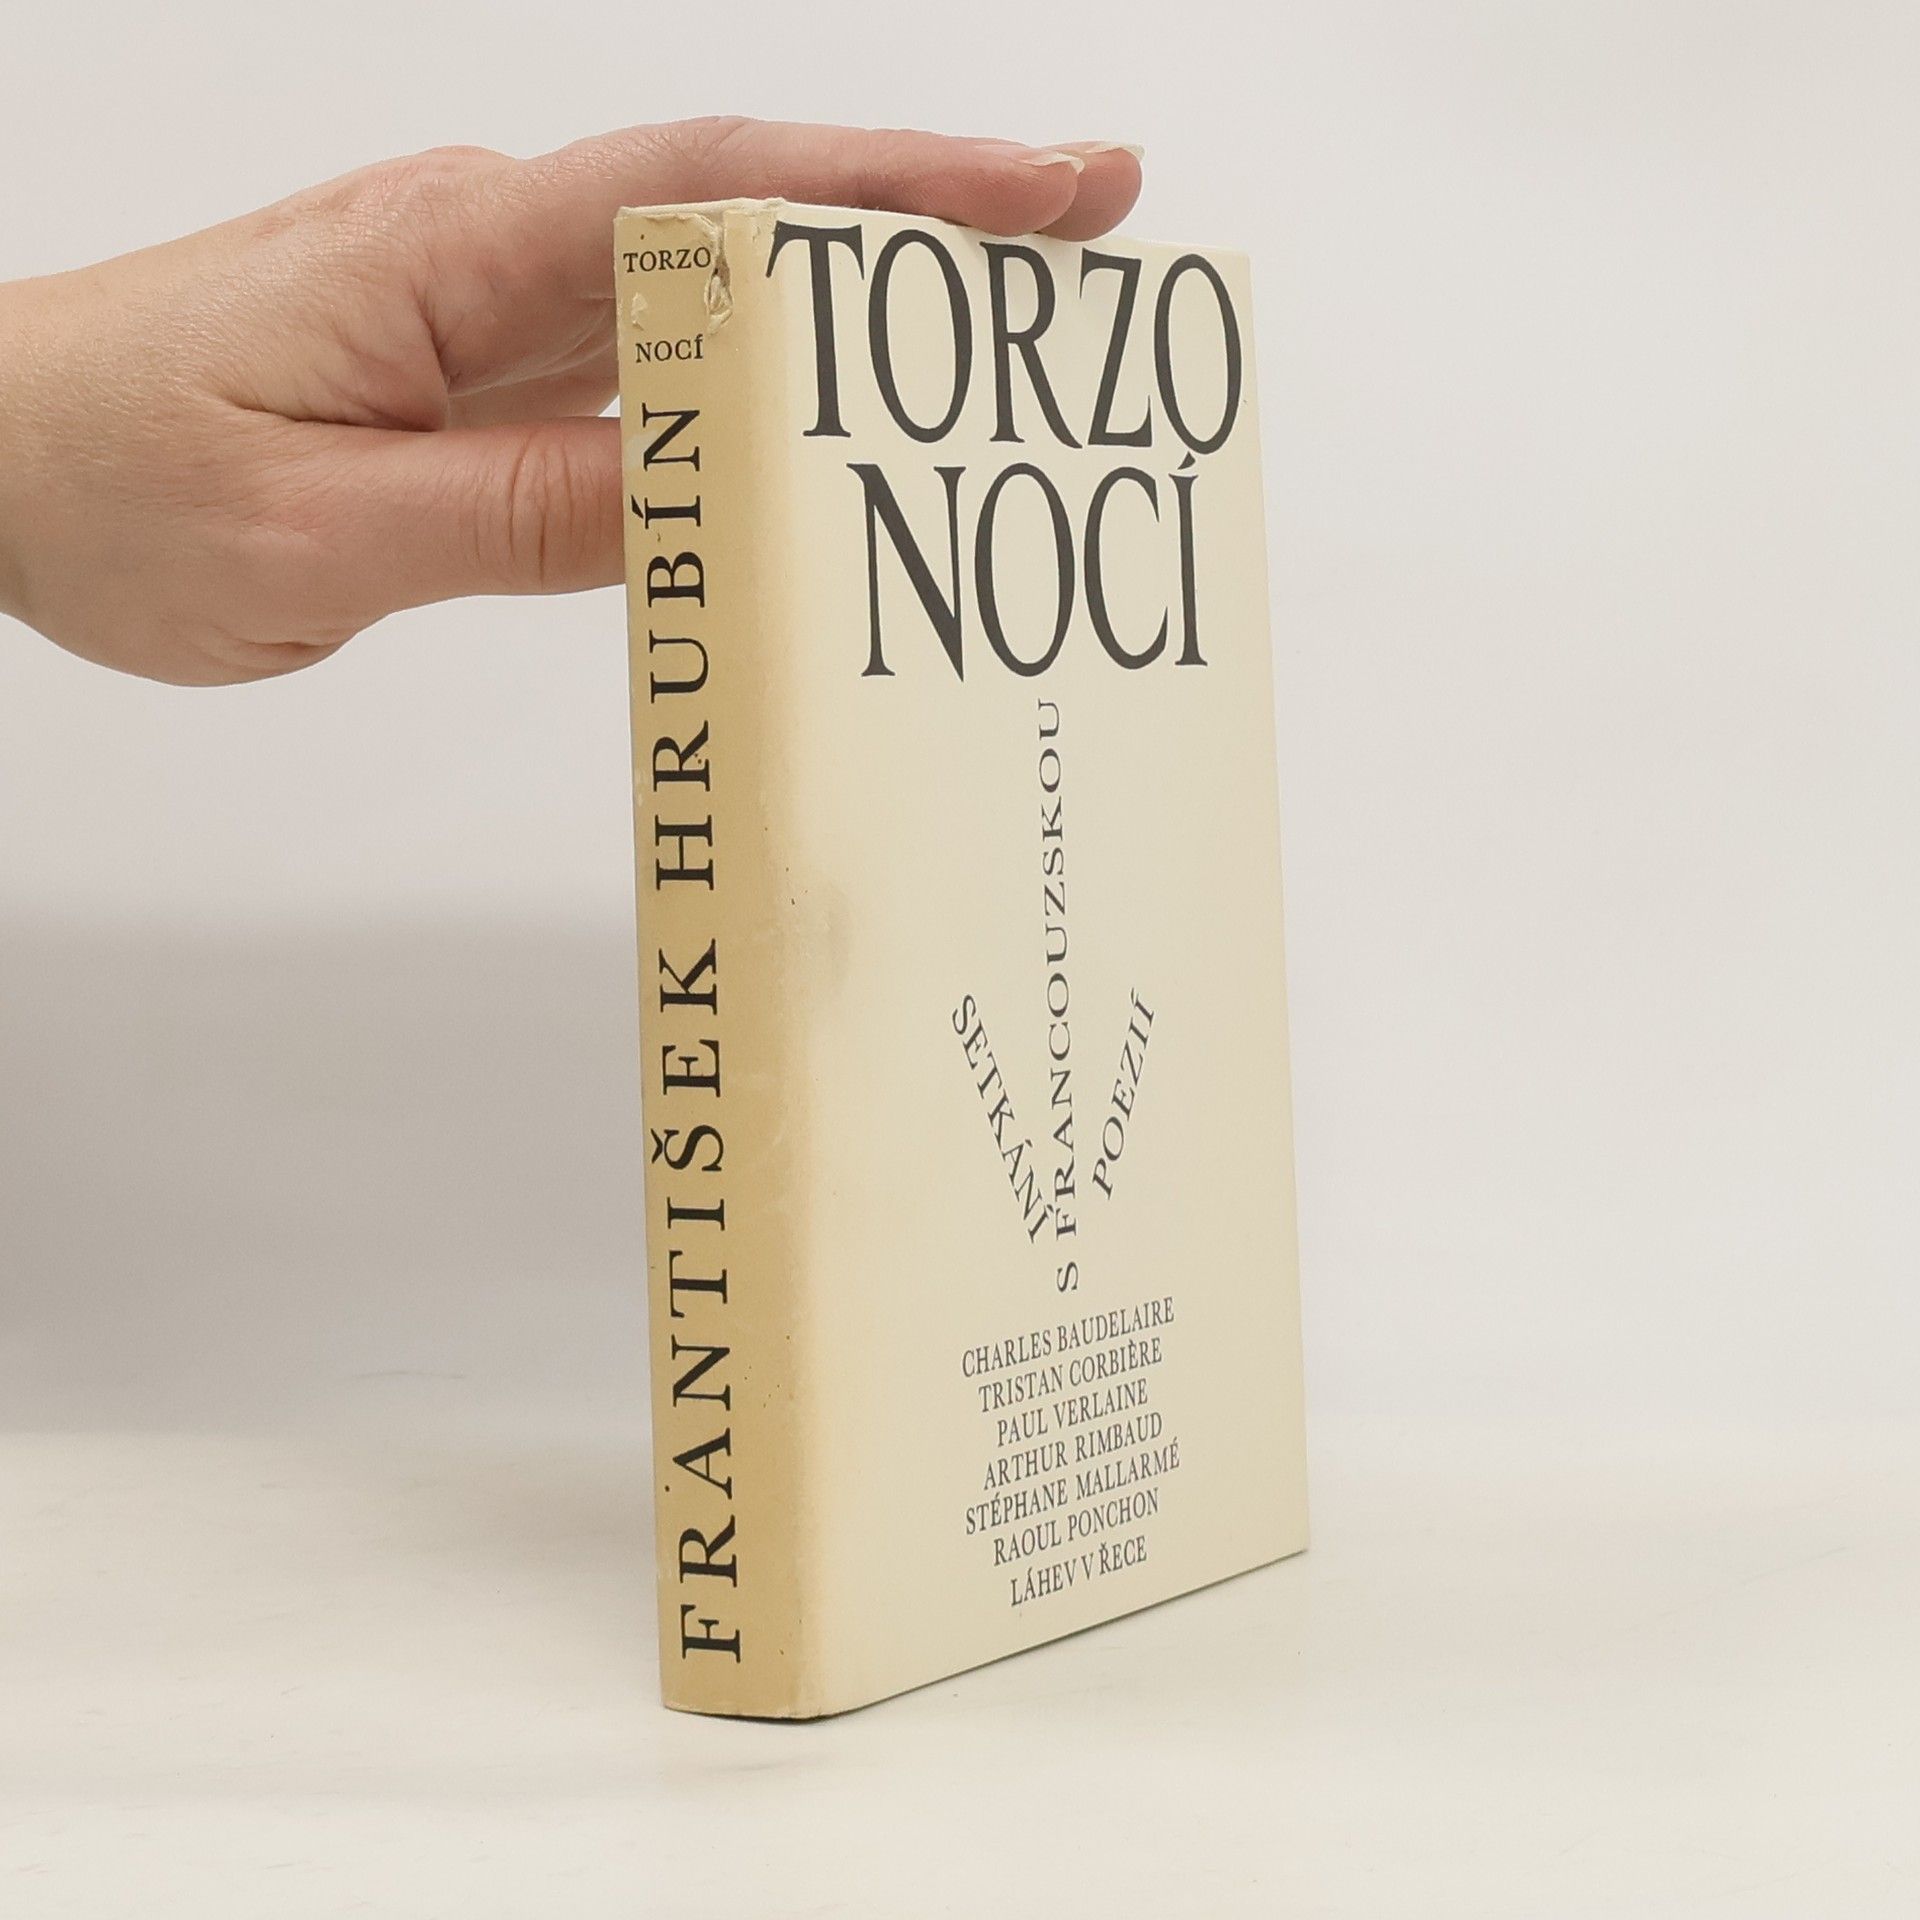 TORZO
NOCÍ
FRANTIŠEK HRUBÍN
TORZO
NOCÍ
SETKÁNÍ
S FRANCOUZSKOU
POEZIÍ
CHARLES BAUDELAIRE
TRISTAN CORBIÈRE
PAUL VERLAINE
ARTHUR RIMBAUD
STÉPHANE MALLARMÉ
RAOUL PONCHON
LÁHEV V ŘECE